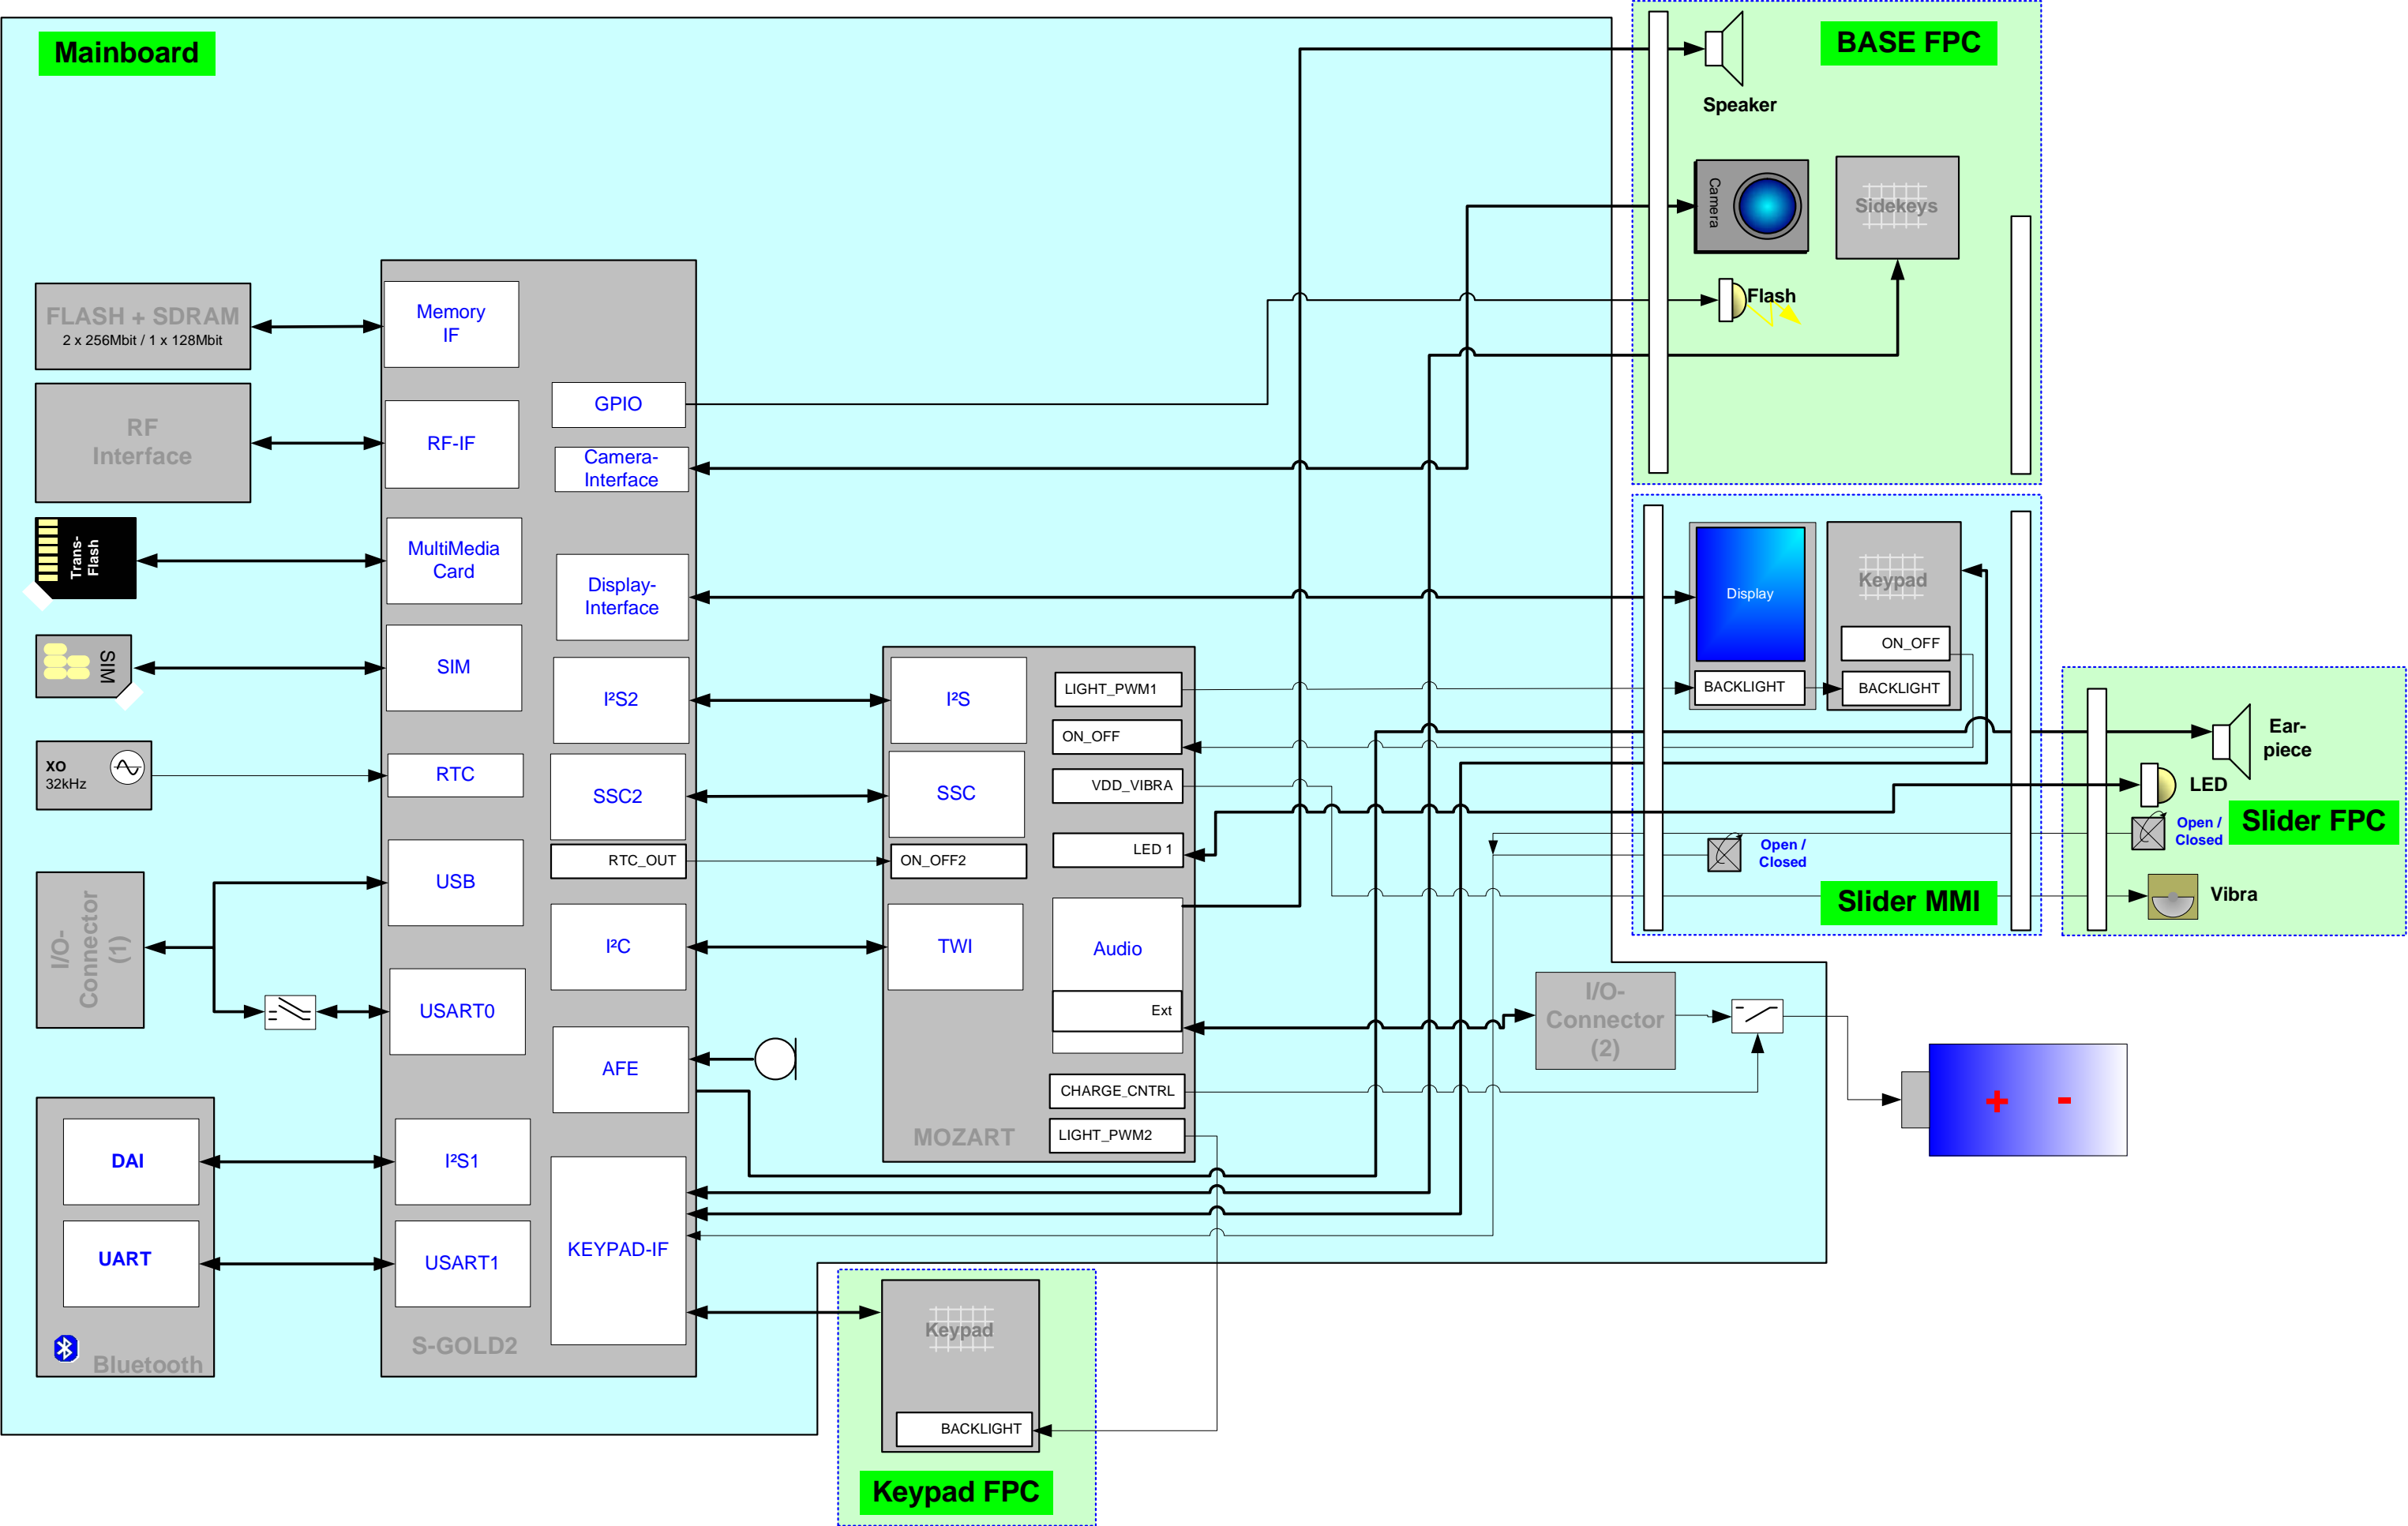 Mainboard
BASE FPC
Speaker
Camera
Sidekeys
Flash
FLASH + SDRAM
2 x 256Mbit / 1 x 128Mbit
RF
Interface
Trans-
Flash
SIM
XO
32kHz
I/O-
Connector
(1)
DAI
UART
Bluetooth
Memory
IF
RF-IF
MultiMedia
Card
SIM
RTC
USB
USART0
I²S1
USART1
S-GOLD2
GPIO
Camera-
Interface
Display-
Interface
I²S2
SSC2
RTC_OUT
I²C
AFE
KEYPAD-IF
I²S
SSC
ON_OFF2
TWI
MOZART
LIGHT_PWM1
ON_OFF
VDD_VIBRA
LED 1
Audio
Ext
CHARGE_CNTRL
LIGHT_PWM2
Display
BACKLIGHT
Keypad
ON_OFF
BACKLIGHT
Open /
Closed
Slider MMI
Ear-
piece
LED
Open /
Closed
Slider FPC
Vibra
I/O-
Connector
(2)
+ -
Keypad
BACKLIGHT
Keypad FPC